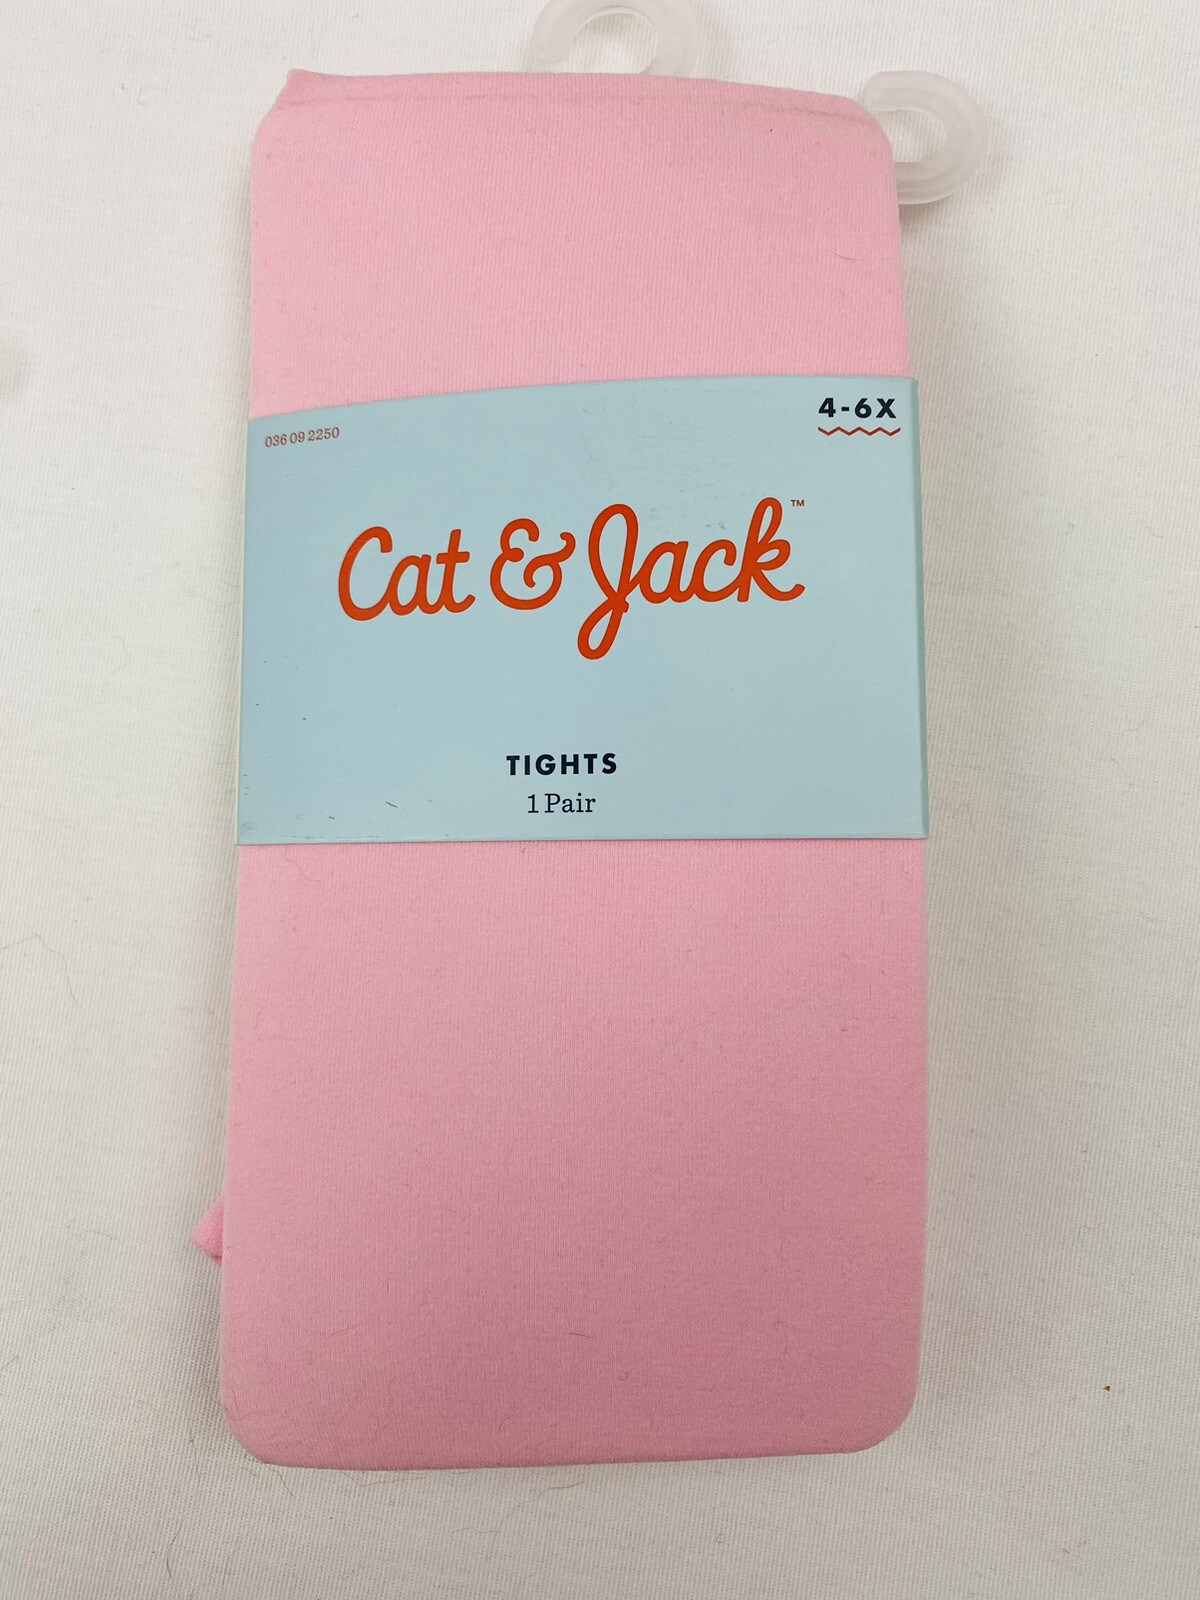 4-6X
036 09 2250
Cat & Jack™
TIGHTS
1 Pair